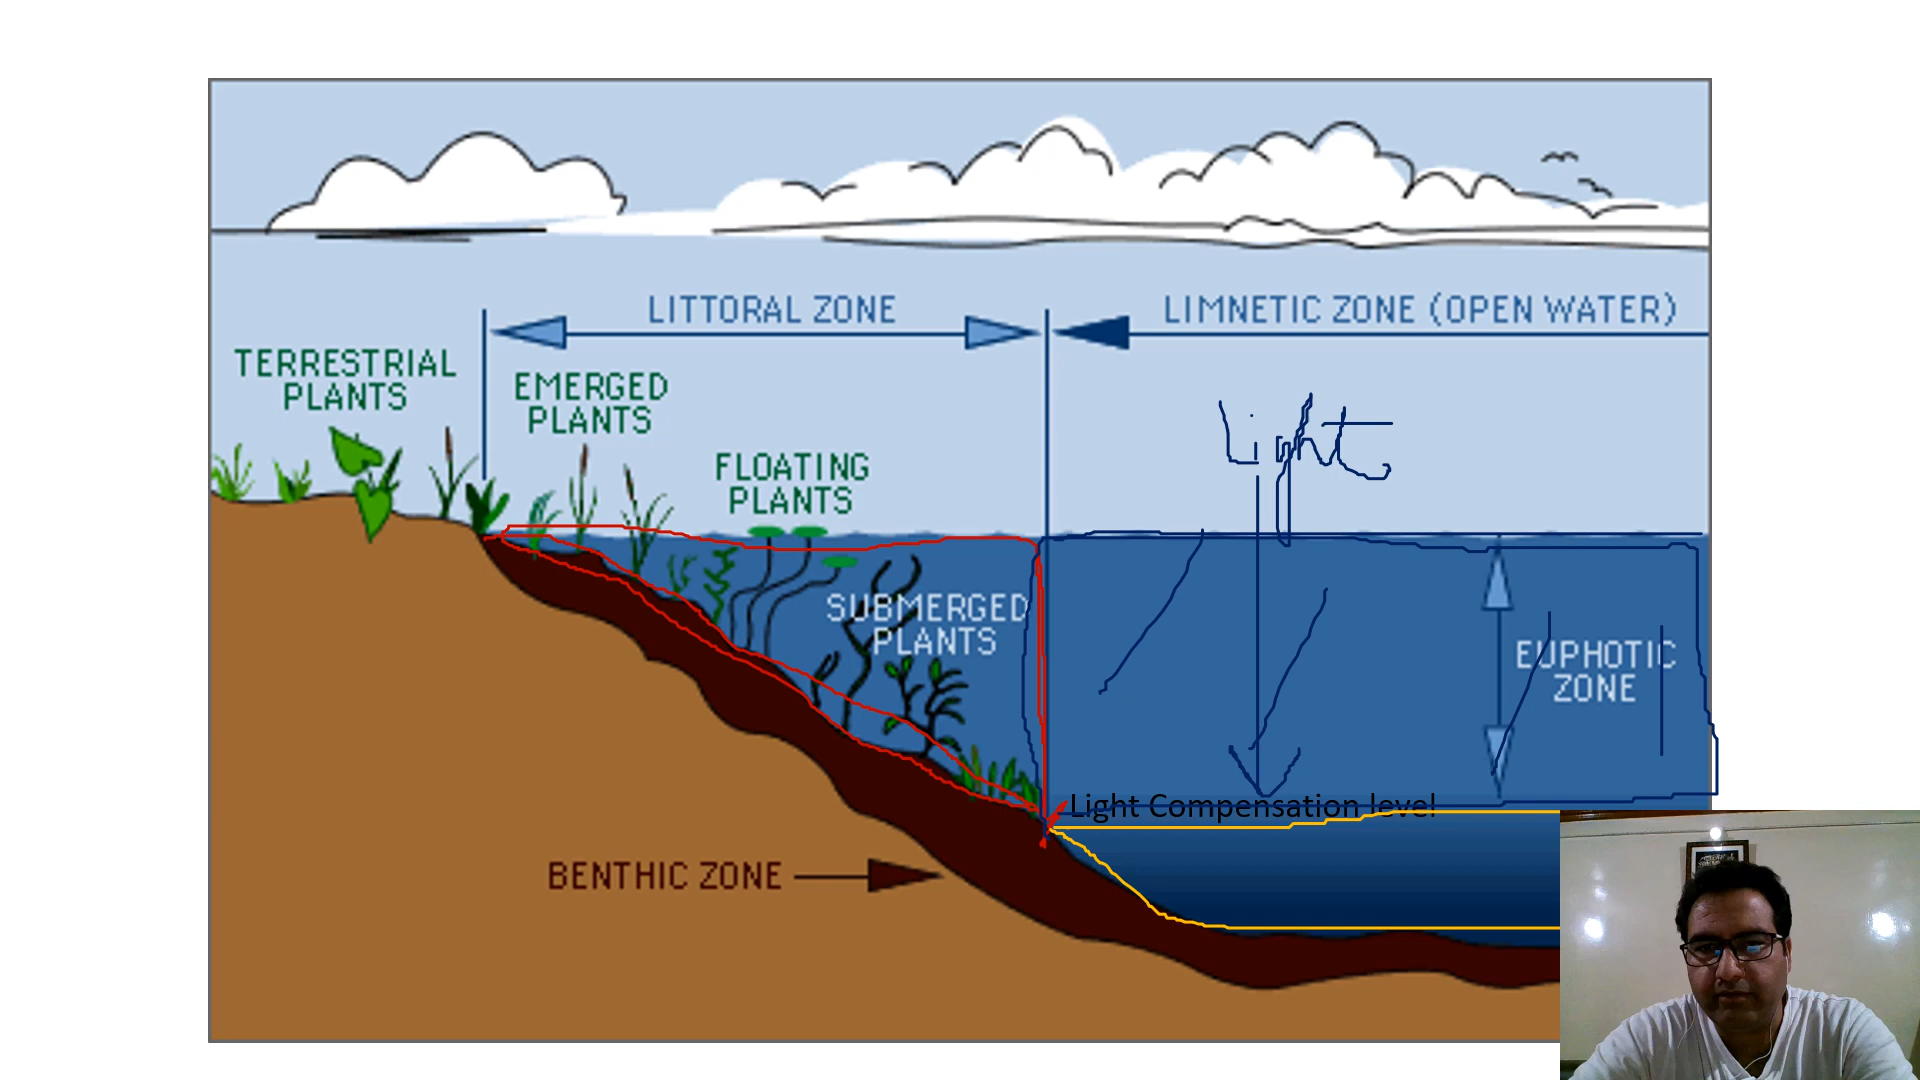 LITTORAL ZONE
LIMNETIC ZONE (OPEN WATER)
TERRESTRIAL
PLANTS
EMERGED
PLANTS
Light
FLOATING
PLANTS
SUBMERGED
PLANTS
EUPHOTIC
ZONE
Light Compensation level
BENTHIC ZONE